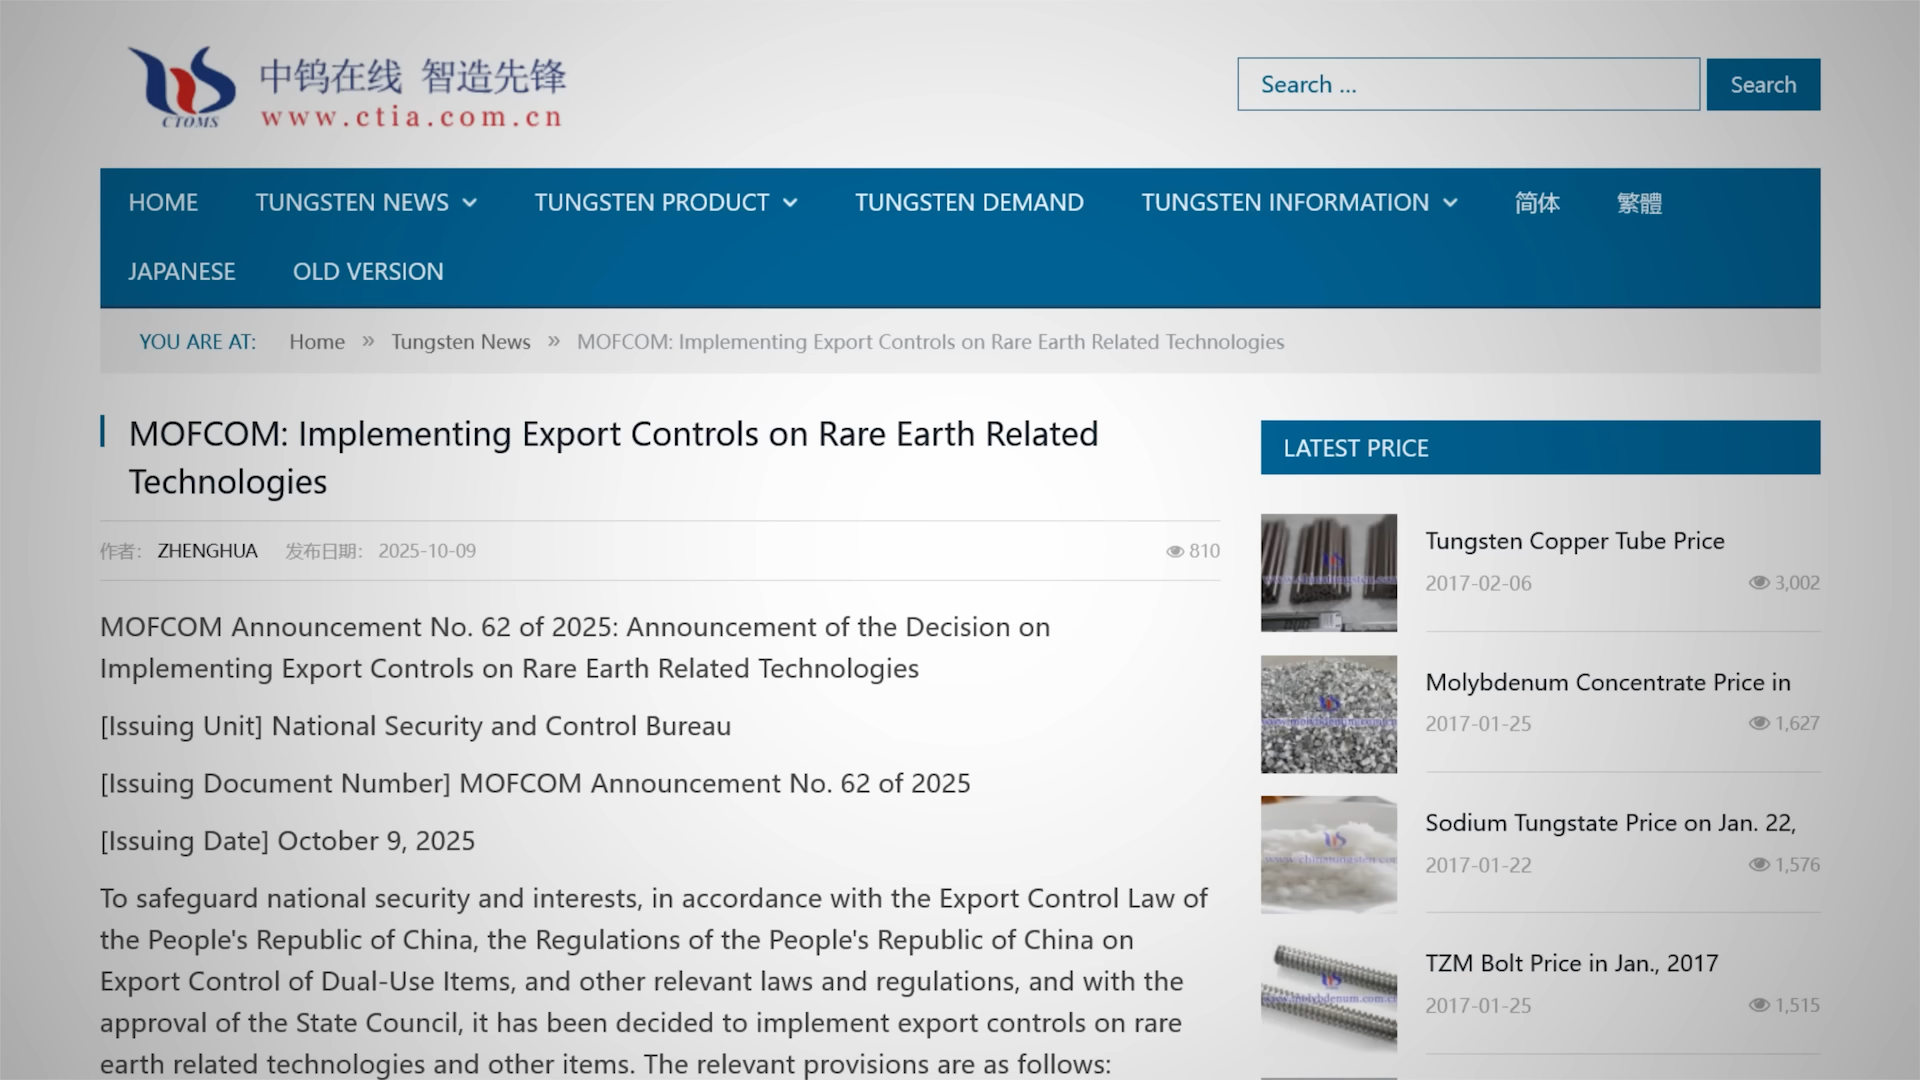 中钨在线 智造先锋
www.ctia.com.cn
CTOMS
Search ...
Search
HOME
TUNGSTEN NEWS
TUNGSTEN PRODUCT
TUNGSTEN DEMAND
TUNGSTEN INFORMATION
简体
繁體
JAPANESE
OLD VERSION
YOU ARE AT: Home » Tungsten News » MOFCOM: Implementing Export Controls on Rare Earth Related Technologies
MOFCOM: Implementing Export Controls on Rare Earth Related
Technologies
作者: ZHENGHUA 发布日期: 2025-10-09
810
MOFCOM Announcement No. 62 of 2025: Announcement of the Decision on
Implementing Export Controls on Rare Earth Related Technologies
[Issuing Unit] National Security and Control Bureau
[Issuing Document Number] MOFCOM Announcement No. 62 of 2025
[Issuing Date] October 9, 2025
To safeguard national security and interests, in accordance with the Export Control Law of
the People's Republic of China, the Regulations of the People's Republic of China on
Export Control of Dual-Use Items, and other relevant laws and regulations, and with the
approval of the State Council, it has been decided to implement export controls on rare
earth related technologies and other items. The relevant provisions are as follows:
LATEST PRICE
Tungsten Copper Tube Price
2017-02-06
3,002
Molybdenum Concentrate Price in
2017-01-25
1,627
Sodium Tungstate Price on Jan. 22,
2017-01-22
1,576
TZM Bolt Price in Jan., 2017
2017-01-25
1,515